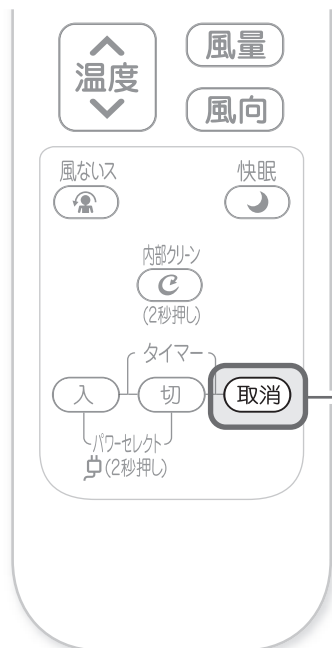 温度
風量
風向
風ないス
快眠
内部クリーン
(2秒押し)
タイマー
入
切
取消
パワーセレクト
(2秒押し)